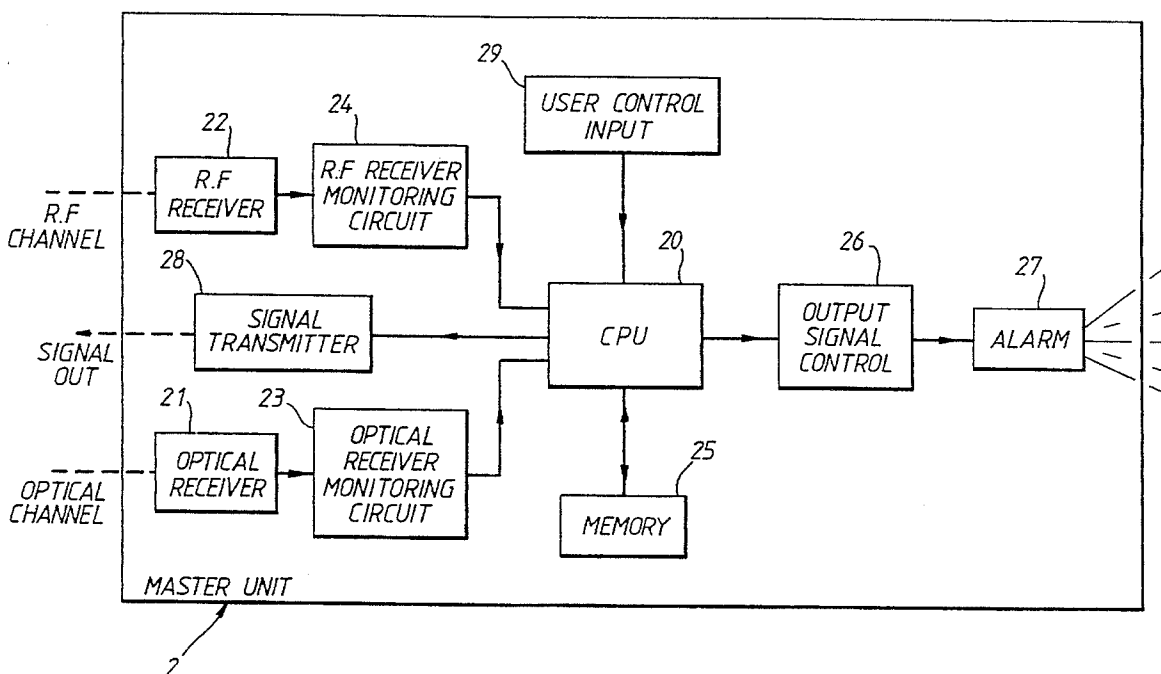 29
USER CONTROL
INPUT
22
R.F
RECEIVER
24
R.F RECEIVER
MONITORING
CIRCUIT
R.F
CHANNEL
28
SIGNAL
TRANSMITTER
SIGNAL
OUT
20
CPU
26
OUTPUT
SIGNAL
CONTROL
27
ALARM
21
OPTICAL
RECEIVER
23
OPTICAL
RECEIVER
MONITORING
CIRCUIT
OPTICAL
CHANNEL
25
MEMORY
MASTER UNIT
2